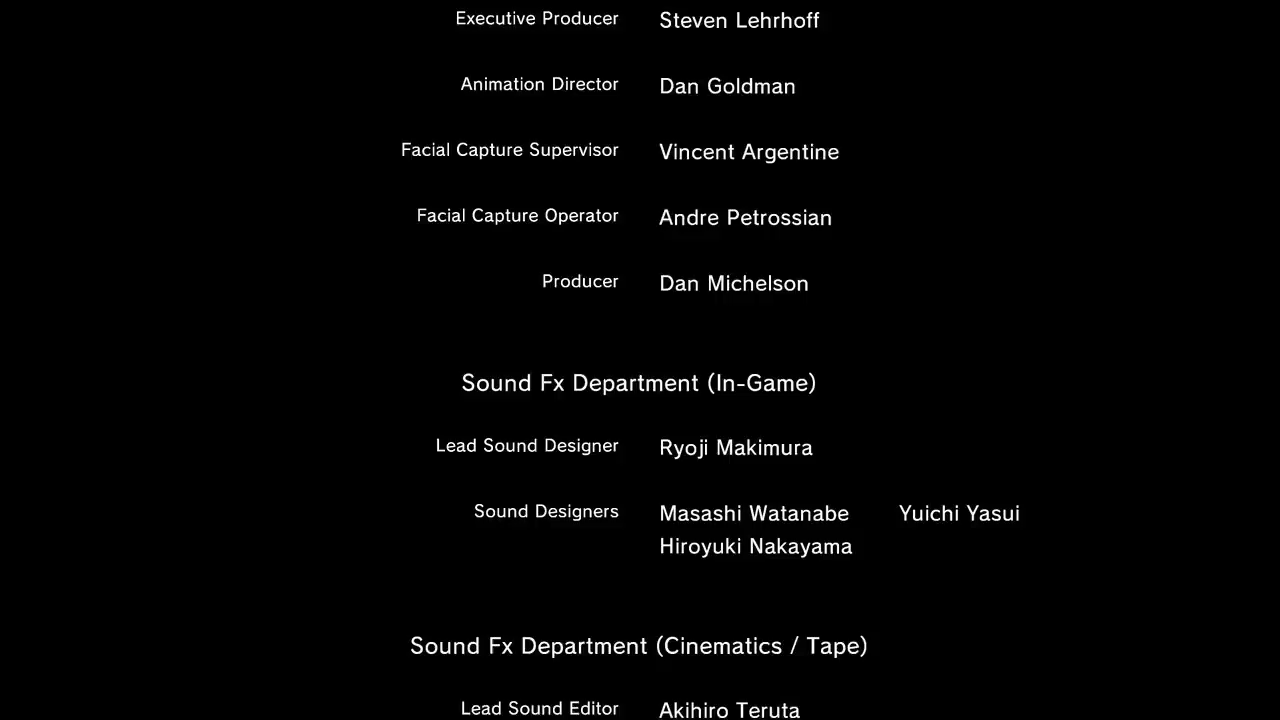 Executive Producer Steven Lehrhoff
Animation Director Dan Goldman
Facial Capture Supervisor Vincent Argentine
Facial Capture Operator Andre Petrossian
Producer Dan Michelson
Sound Fx Department (In-Game)
Lead Sound Designer Ryoji Makimura
Sound Designers Masashi Watanabe Yuichi Yasui
Hiroyuki Nakayama
Sound Fx Department (Cinematics / Tape)
Lead Sound Editor Akihiro Teruta